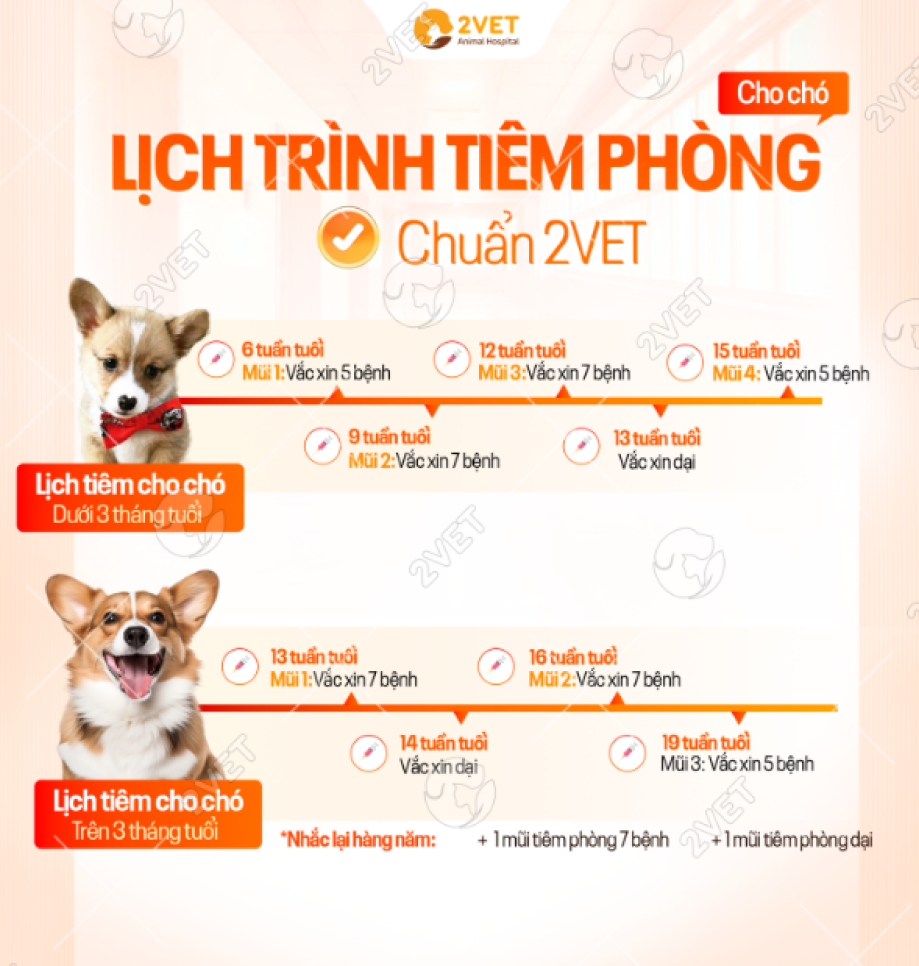 2VET
Animal Hospital
Cho chó
LỊCH TRÌNH TIÊM PHÒNG
Chuẩn 2VET
6 tuần tuổi
Mũi 1: Vắc xin 5 bệnh
12 tuần tuổi
Mũi 3: Vắc xin 7 bệnh
15 tuần tuổi
Mũi 4: Vắc xin 5 bệnh
9 tuần tuổi
Mũi 2: Vắc xin 7 bệnh
13 tuần tuổi
Vắc xin dại
Lịch tiêm cho chó
Dưới 3 tháng tuổi
13 tuần tuổi
Mũi 1: Vắc xin 7 bệnh
16 tuần tuổi
Mũi 2: Vắc xin 7 bệnh
14 tuần tuổi
Vắc xin dại
19 tuần tuổi
Mũi 3: Vắc xin 5 bệnh
Lịch tiêm cho chó
Trên 3 tháng tuổi
*Nhắc lại hàng năm: + 1 mũi tiêm phòng 7 bệnh + 1 mũi tiêm phòng dại
2VET
2VET
2VET
2VET
2VET
2VET
2VET